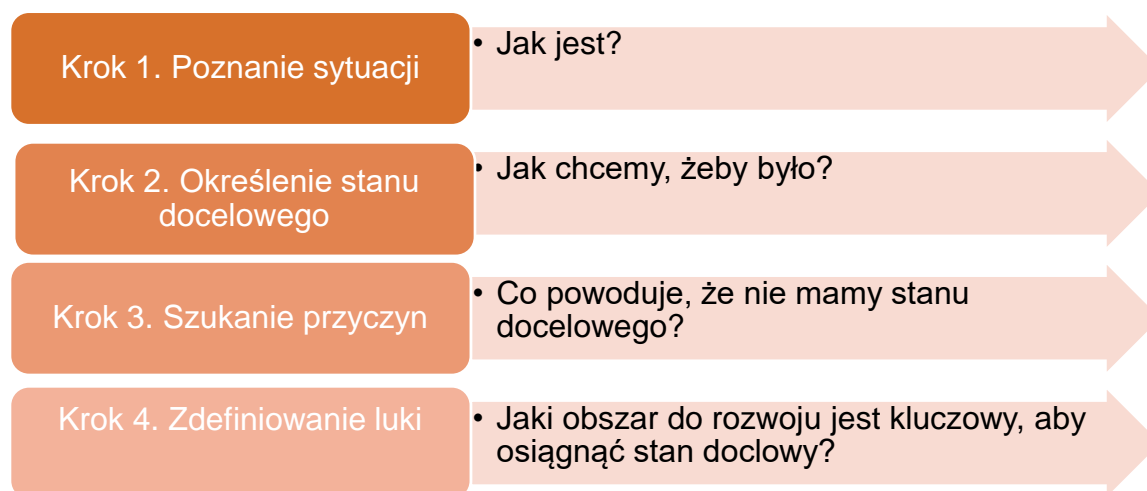 Krok 1. Poznanie sytuacji
• Jak jest?
Krok 2. Określenie stanu
docelowego
• Jak chcemy, żeby było?
Krok 3. Szukanie przyczyn
• Co powoduje, że nie mamy stanu
docelowego?
Krok 4. Zdefiniowanie luki
• Jaki obszar do rozwoju jest kluczowy, aby
osiągnąć stan doclowy?